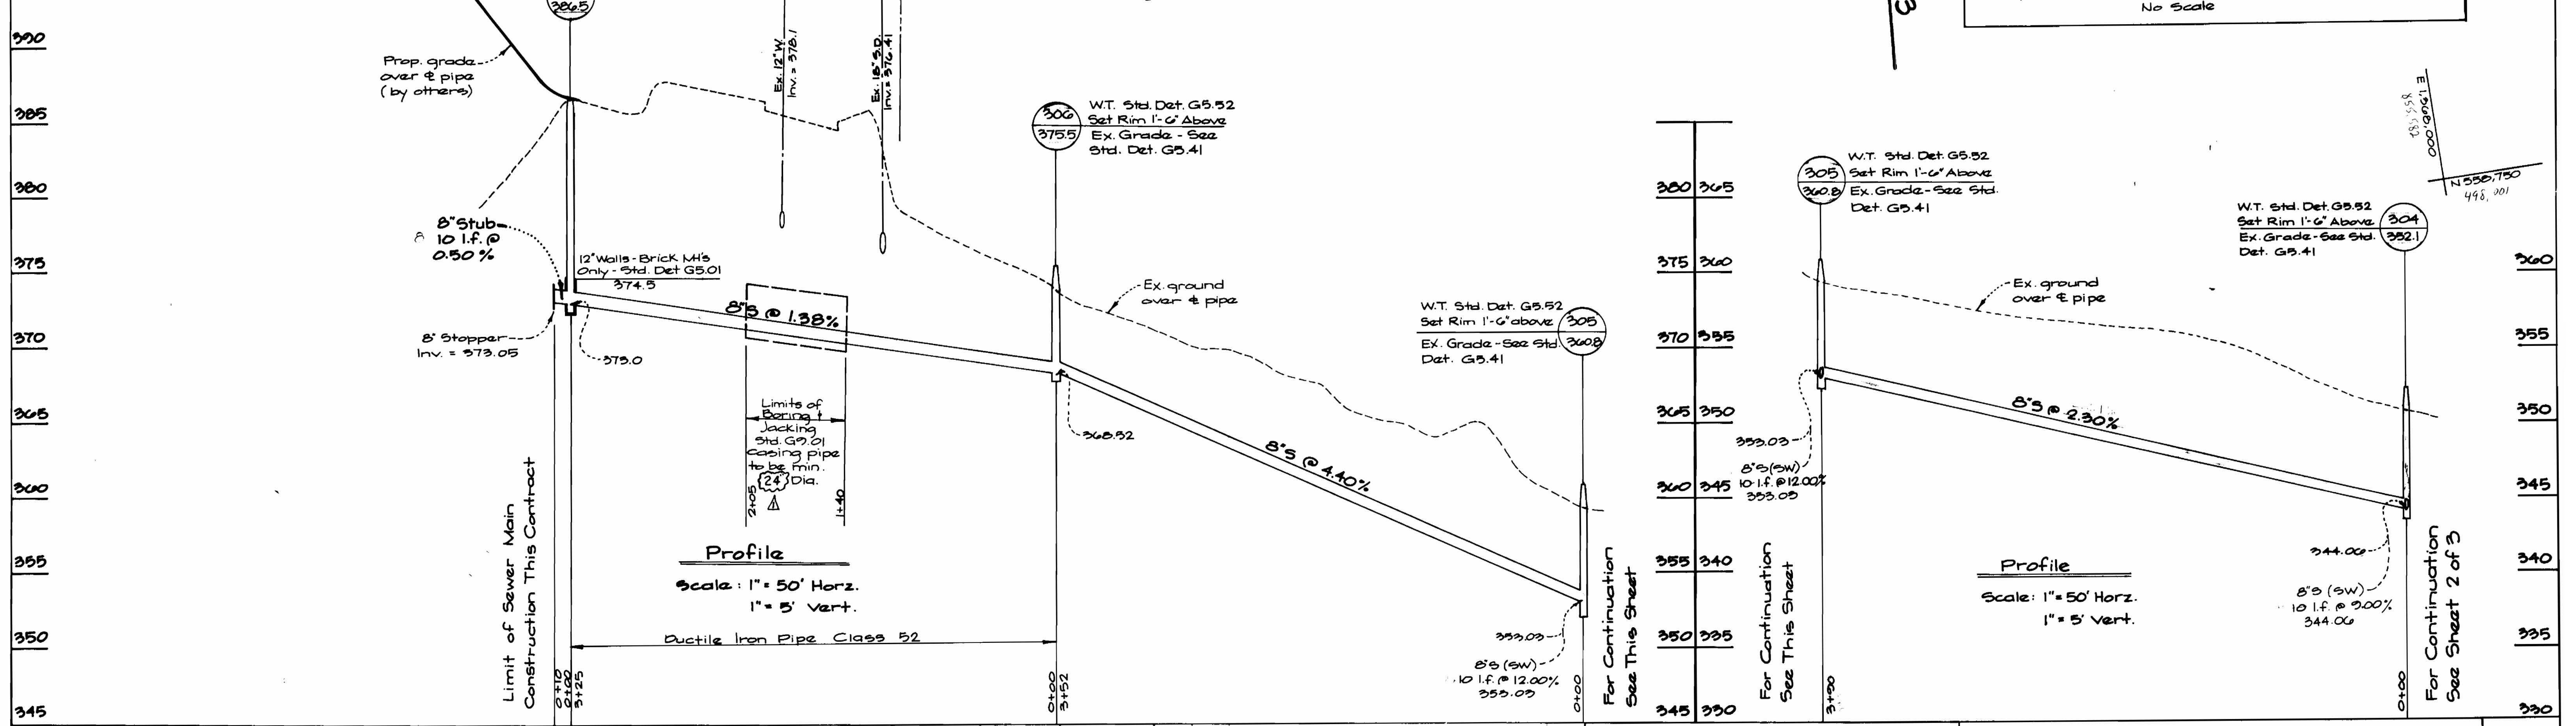 390
385
380
375
370
365
360
355
350
345
386.5
Prop. grade
over ℄ pipe
(by others)
Ex. 12" W.
Inv. = 378.1
Ex. 18" S.D.
Inv. = 376.41
8" Stub
10 l.f. @
0.50 %
8
12" Walls - Brick MH's
Only - Std. Det G5.01
374.5
8" Stopper
Inv. = 373.05
373.0
8"S @ 1.38%
Limits of
Boring &
Jacking
Std. G9.01
casing pipe
to be min.
24" Dia.
1
2+05
1+40
Profile
Scale: 1" = 50' Horz.
1" = 5' Vert.
Ductile Iron Pipe Class 52
Limit of Sewer Main
Construction This Contract
0+10
0+00
3+25
306
375.5
W.T. Std. Det. G5.52
Set Rim 1'-6" Above
Ex. Grade - See
Std. Det. G5.41
Ex. ground
over ℄ pipe
368.52
8"S @ 4.40%
0+00
3+52
W.T. Std. Det. G5.52
Set Rim 1'-6" above
Ex. Grade - See Std.
Det. G5.41
305
360.8
353.03
8"S (SW)
10 l.f. @ 12.00%
353.03
0+00
For Continuation
See This Sheet
380 365
375 360
370 355
365 350
360 345
355 340
350 335
345 330
For Continuation
See This Sheet
3+90
305
360.8
W.T. Std. Det. G5.52
Set Rim 1'-6" Above
Ex. Grade - See Std.
Det. G5.41
353.03
8"S (SW)
10 l.f. @ 12.00%
353.03
Ex. ground
over ℄ pipe
8"S @ 2.30%
Profile
Scale: 1" = 50' Horz.
1" = 5' Vert.
W.T. Std. Det. G5.52
Set Rim 1'-6" Above
Ex. Grade - See Std.
Det. G5.41
304
352.1
344.06
8"S (SW)
10 l.f. @ 9.00%
344.06
0+00
For Continuation
See Sheet 2 of 3
3
No Scale
N 558,750
498,001
360
355
350
345
340
335
330